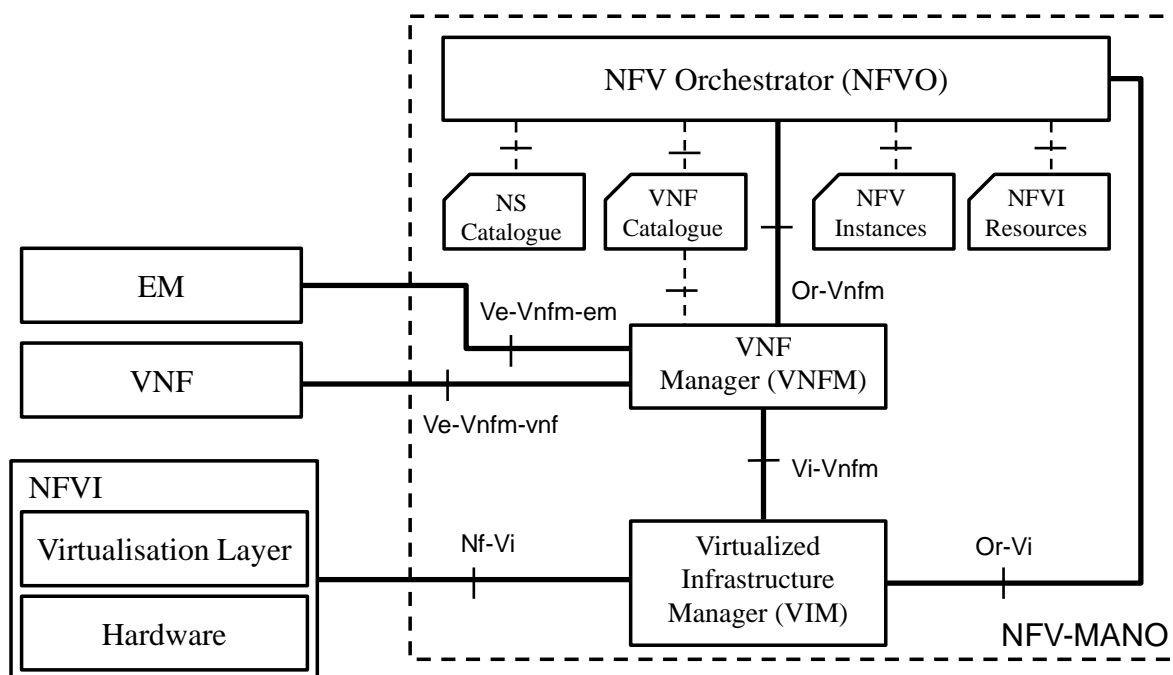 NFV Orchestrator (NFVO)
NS
Catalogue
VNF
Catalogue
NFV
Instances
NFVI
Resources
EM
Or-Vnfm
Ve-Vnfm-em
VNF
Manager (VNFM)
VNF
Ve-Vnfm-vnf
Vi-Vnfm
NFVI
Virtualisation Layer
Hardware
Nf-Vi
Virtualized
Infrastructure
Manager (VIM)
Or-Vi
NFV-MANO